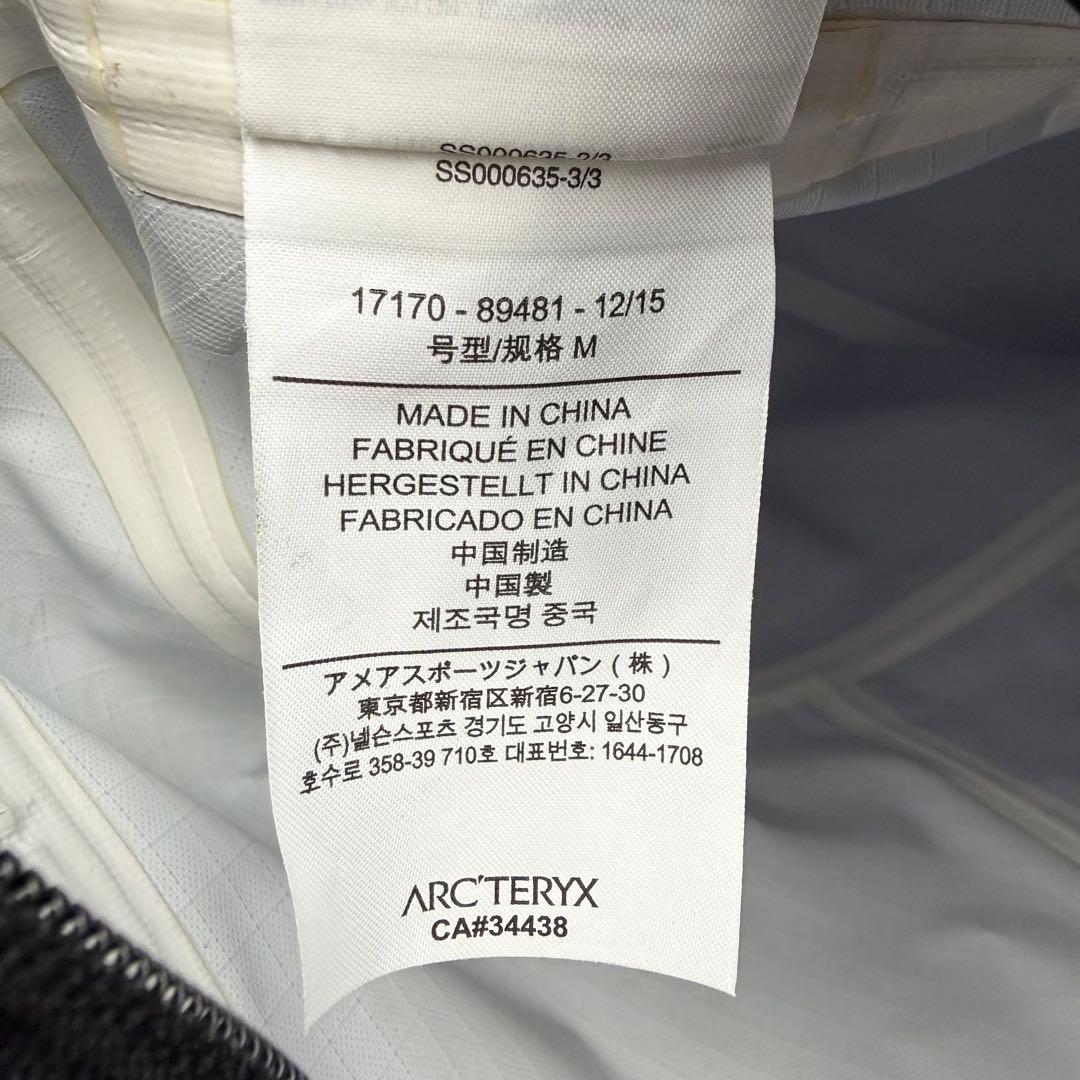 SS000635-3/3
SS000635-3/3
17170 - 89481 - 12/15
号型/规格 M
MADE IN CHINA
FABRIQUÉ EN CHINE
HERGESTELLT IN CHINA
FABRICADO EN CHINA
中国制造
中国製
제조국명 중국
アメアスポーツジャパン ( 株 )
東京都新宿区新宿6-27-30
(주)넬슨스포츠 경기도 고양시 일산동구
호수로 358-39 710호 대표번호: 1644-1708
ARC'TERYX
CA#34438